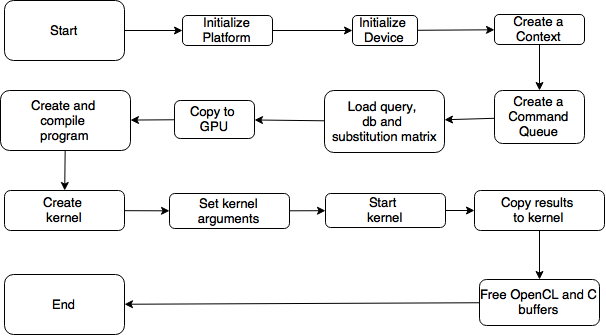 Start
Initialize
Platform
Initialize
Device
Create a
Context
Create and
compile
program
Copy to
GPU
Load query,
db and
substitution matrix
Create a
Command
Queue
Create
kernel
Set kernel
arguments
Start
kernel
Copy results
to kernel
End
Free OpenCL and C
buffers